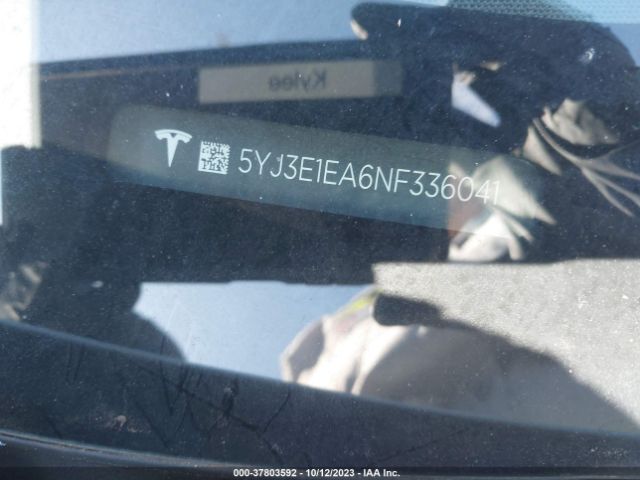 Kylee
5YJ3E1EA6NF336041
000-37803592 - 10/12/2023 - IAA Inc.